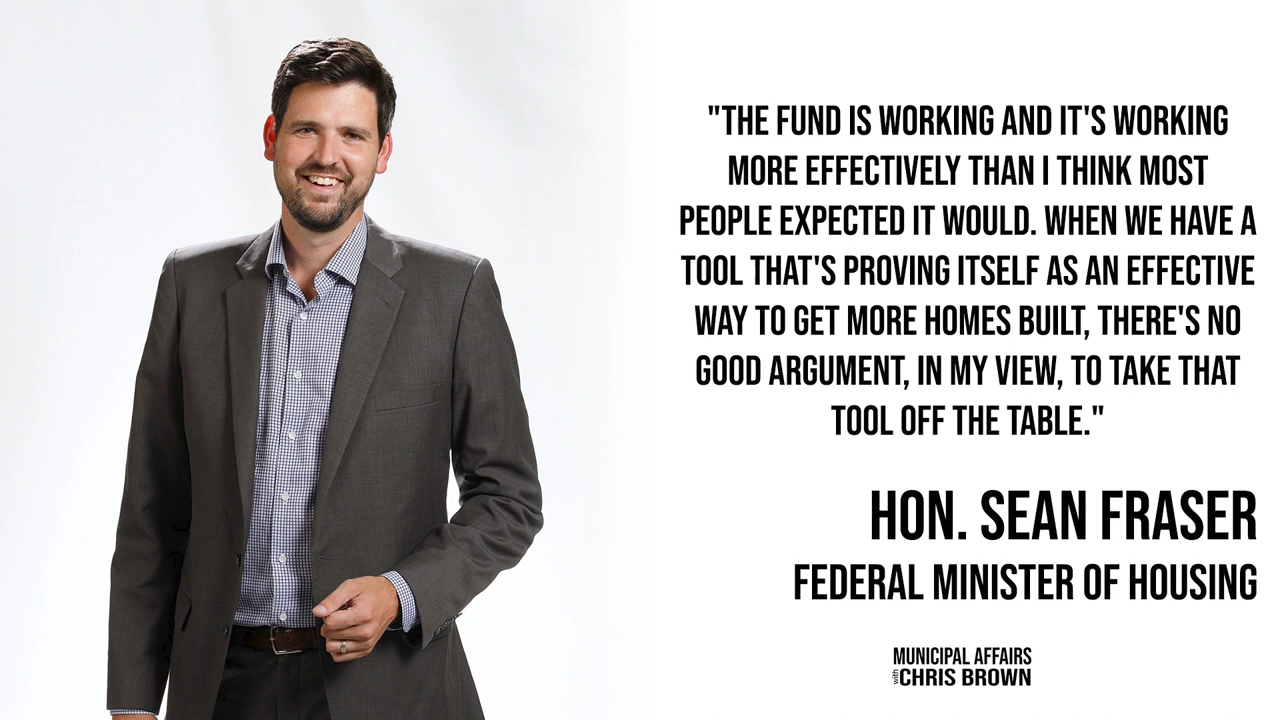 "THE FUND IS WORKING AND IT'S WORKING
MORE EFFECTIVELY THAN I THINK MOST
PEOPLE EXPECTED IT WOULD. WHEN WE HAVE A
TOOL THAT'S PROVING ITSELF AS AN EFFECTIVE
WAY TO GET MORE HOMES BUILT, THERE'S NO
GOOD ARGUMENT, IN MY VIEW, TO TAKE THAT
TOOL OFF THE TABLE."
HON. SEAN FRASER
FEDERAL MINISTER OF HOUSING
MUNICIPAL AFFAIRS
with CHRIS BROWN